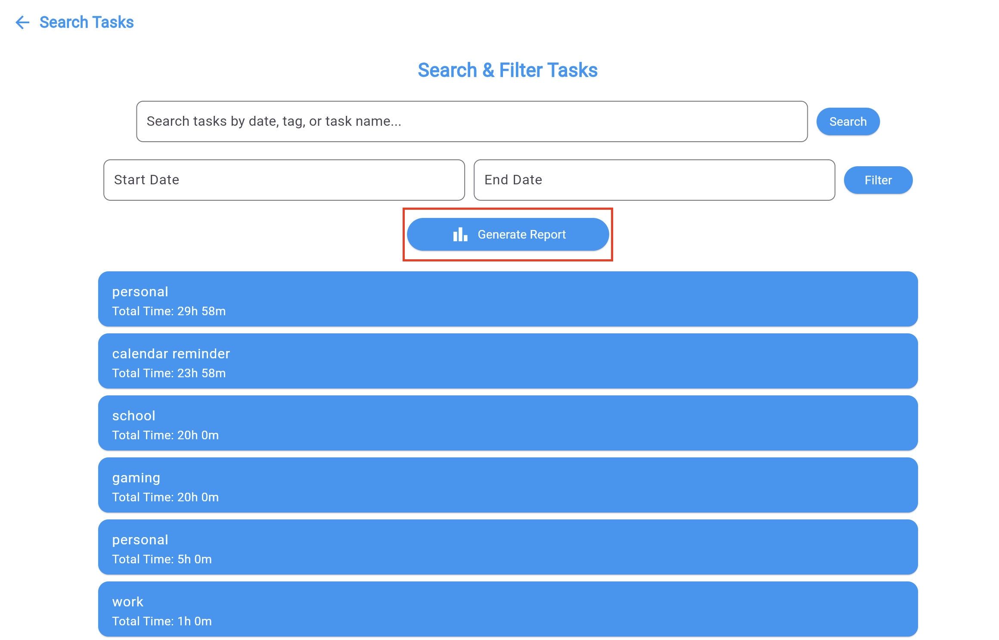 Search Tasks
Search & Filter Tasks
Search tasks by date, tag, or task name...
Search
Start Date
End Date
Filter
Generate Report
personal
Total Time: 29h 58m
calendar reminder
Total Time: 23h 58m
school
Total Time: 20h 0m
gaming
Total Time: 20h 0m
personal
Total Time: 5h 0m
work
Total Time: 1h 0m